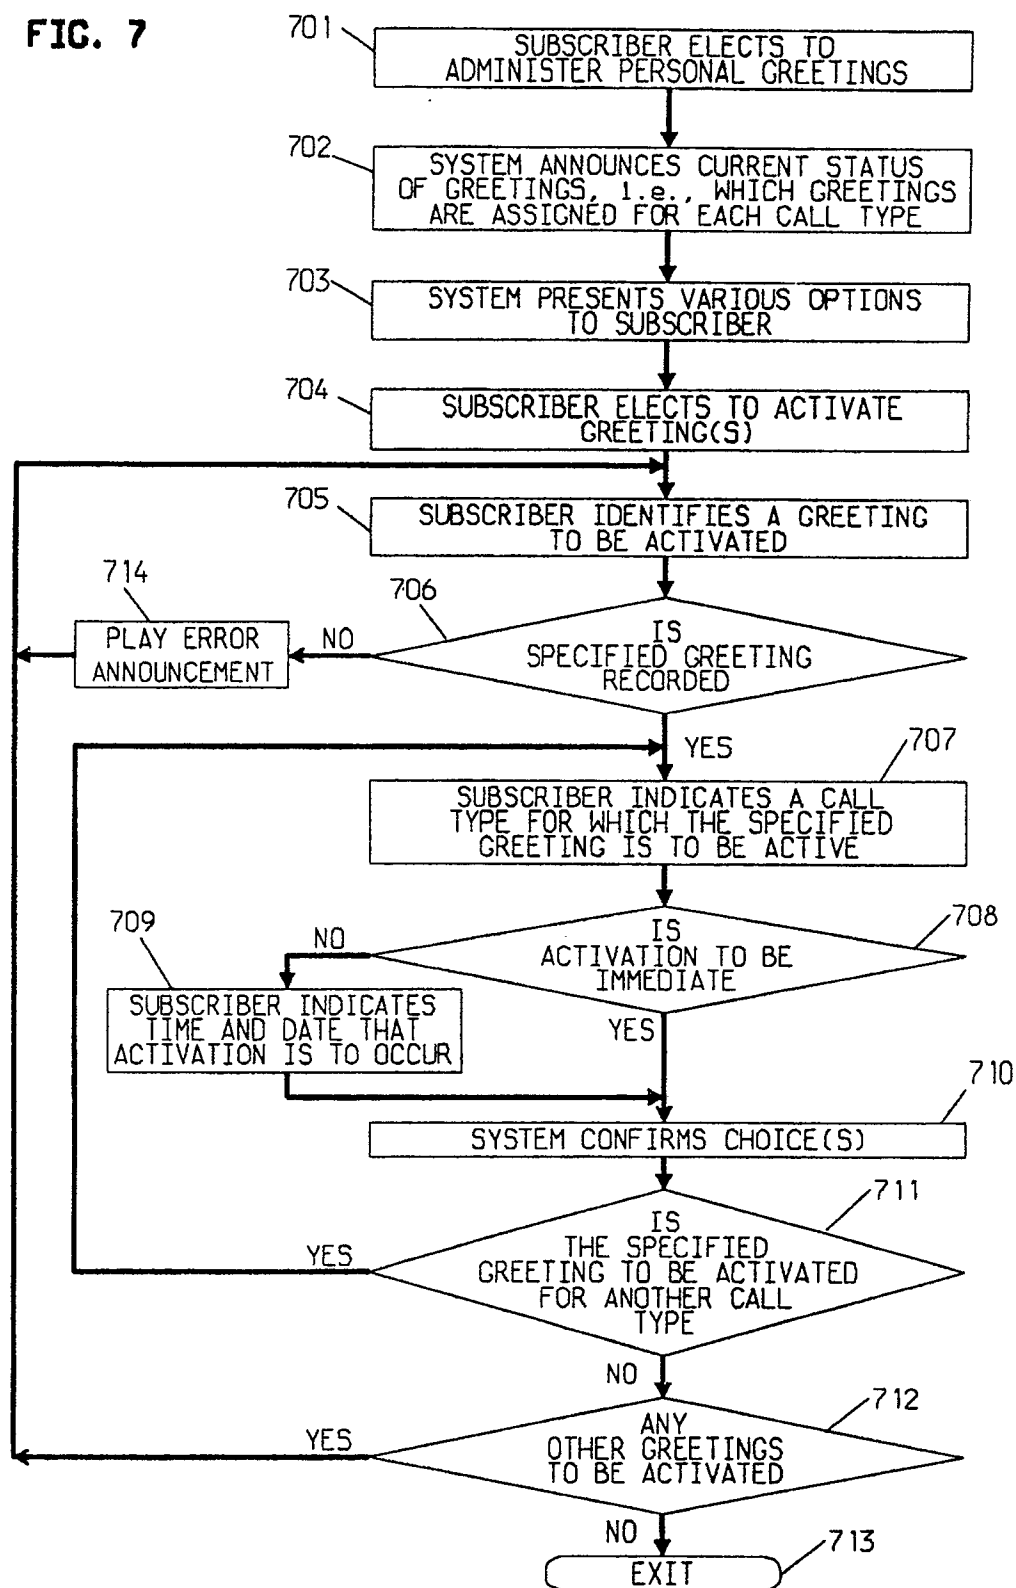 FIG. 7
701
SUBSCRIBER ELECTS TO
ADMINISTER PERSONAL GREETINGS
702
SYSTEM ANNOUNCES CURRENT STATUS
OF GREETINGS, i.e., WHICH GREETINGS
ARE ASSIGNED FOR EACH CALL TYPE
703
SYSTEM PRESENTS VARIOUS OPTIONS
TO SUBSCRIBER
704
SUBSCRIBER ELECTS TO ACTIVATE
GREETING(S)
705
SUBSCRIBER IDENTIFIES A GREETING
TO BE ACTIVATED
714
PLAY ERROR
ANNOUNCEMENT
NO
706
IS
SPECIFIED GREETING
RECORDED
YES
707
SUBSCRIBER INDICATES A CALL
TYPE FOR WHICH THE SPECIFIED
GREETING IS TO BE ACTIVE
708
IS
ACTIVATION TO BE
IMMEDIATE
NO
709
SUBSCRIBER INDICATES
TIME AND DATE THAT
ACTIVATION IS TO OCCUR
YES
710
SYSTEM CONFIRMS CHOICE(S)
711
IS
THE SPECIFIED
GREETING TO BE ACTIVATED
FOR ANOTHER CALL
TYPE
YES
NO
712
ANY
OTHER GREETINGS
TO BE ACTIVATED
YES
NO
713
EXIT